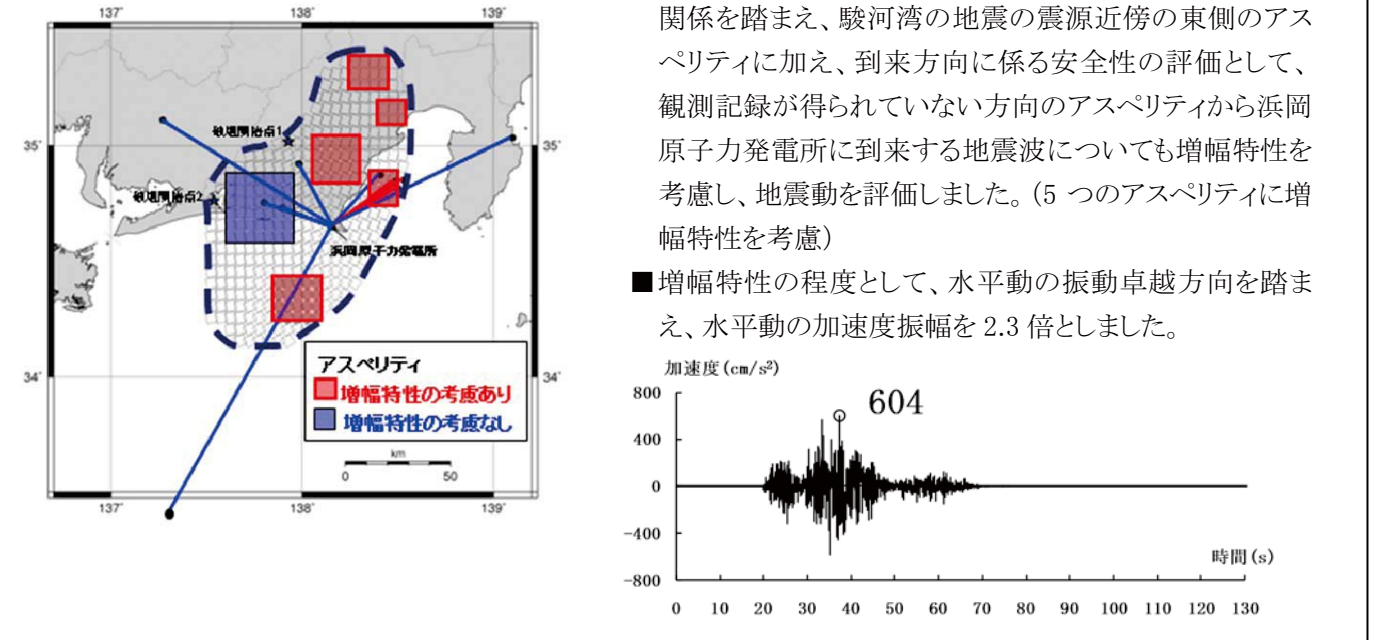 137°
138°
139°
35°
破壊開始点1
破壊開始点2
浜岡原子力発電所
34°
34°
アスペリティ
増幅特性の考慮あり
増幅特性の考慮なし
km
0
50
137°
138°
139°
関係を踏まえ、駿河湾の地震の震源近傍の東側のアス
ペリティに加え、到来方向に係る安全性の評価として、
観測記録が得られていない方向のアスペリティから浜岡
原子力発電所に到来する地震波についても増幅特性を
考慮し、地震動を評価しました。（5 つのアスペリティに増
幅特性を考慮）
■増幅特性の程度として、水平動の振動卓越方向を踏ま
え、水平動の加速度振幅を 2.3 倍としました。
加速度(cm/s²)
800
604
400
0
-400
時間(s)
-800
0 10 20 30 40 50 60 70 80 90 100 110 120 130
35°